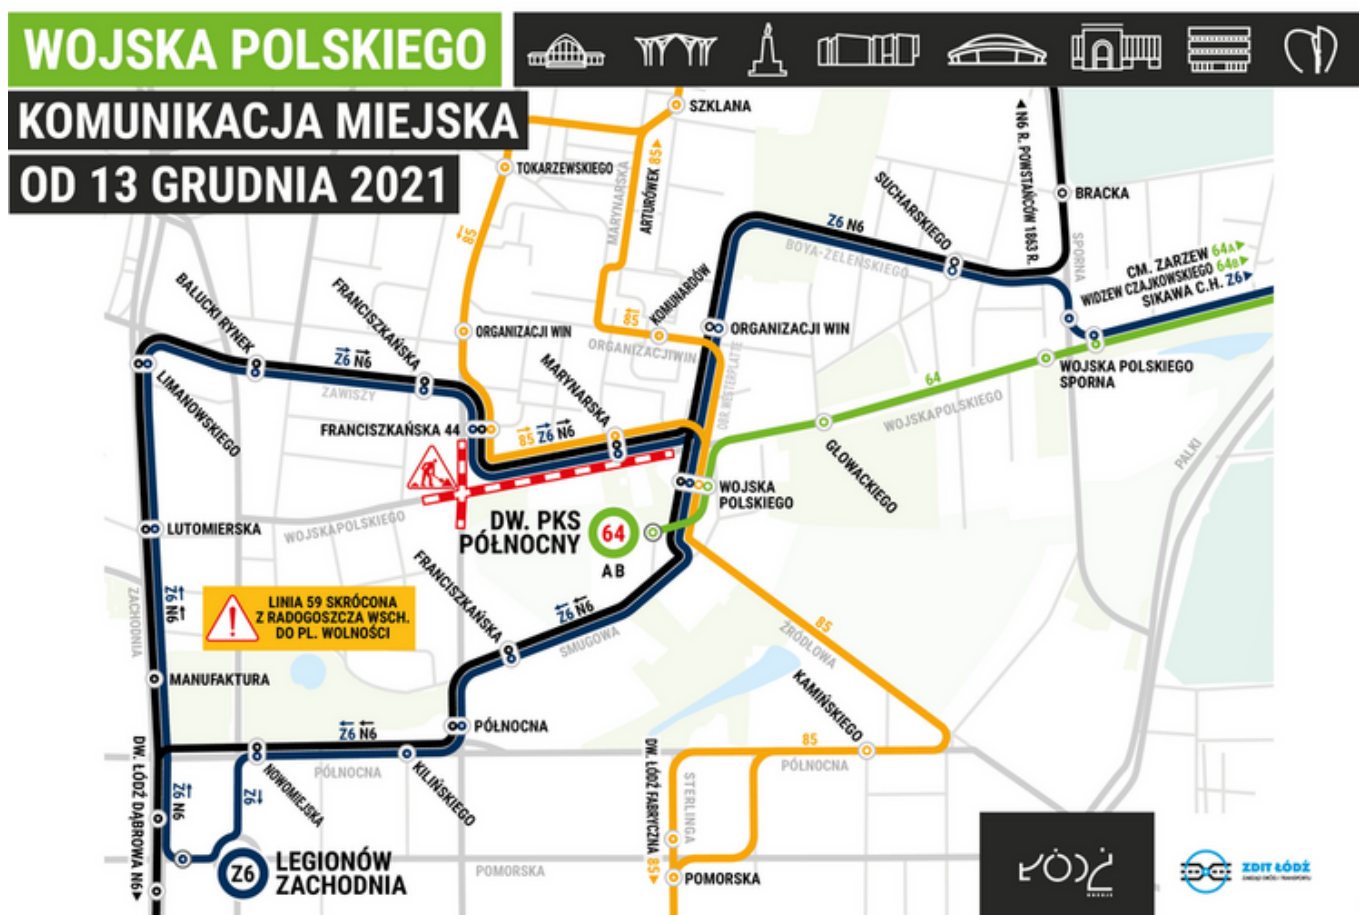 WOJSKA POLSKIEGO
KOMUNIKACJA MIEJSKA
OD 13 GRUDNIA 2021
SZKLANA
TOKARZEWSKIEGO
MARYNARSKA
ARTURÓWEK 85
85
SUCHARSKIEGO
N6 R. POWSTAŃCÓW 1863 R.
BRACKA
Z6 N6
BOYA-ŻELEŃSKIEGO
SPORNA
CM. ZARZEW 64A
WIDZEW CZAJKOWSKIEGO 64B
SIKAWA C.H. Z6
BAŁUCKI RYNEK
FRANCISZKAŃSKA
KOMUNARDÓW
85
ORGANIZACJI WIN
ORGANIZACJI WIN
ORGANIZACJI WIN
Z6 N6
MARYNARSKA
OBR. WESTERPLATTE
WOJSKA POLSKIEGO
SPORNA
64
LIMANOWSKIEGO
ZAWISZY
WOJSKA POLSKIEGO
FRANCISZKAŃSKA 44
85 Z6 N6
GŁOWACKIEGO
PALKI
WOJSKA
POLSKIEGO
LUTOMIERSKA
WOJSKA POLSKIEGO
DW. PKS
PÓŁNOCNY
64
A B
FRANCISZKAŃSKA
ZACHODNIA
Z6 N6
LINIA 59 SKRÓCONA
Z RADOGOSZCZA WSCH.
DO PL. WOLNOŚCI
Z6 N6
SMUGOWA
85
ŹRÓDŁOWA
MANUFAKTURA
KAMIŃSKIEGO
PÓŁNOCNA
Z6 N6
85
DW. ŁÓDŹ DĄBROWA N6
Z6 N6
Z6
NOWOMIEJSKA
PÓŁNOCNA
KILIŃSKIEGO
DW. ŁÓDŹ FABRYCZNA 85
STERLINGA
PÓŁNOCNA
Z6
LEGIONÓW
ZACHODNIA
POMORSKA
POMORSKA
ŁÓDŹ
ZDIT ŁÓDŹ